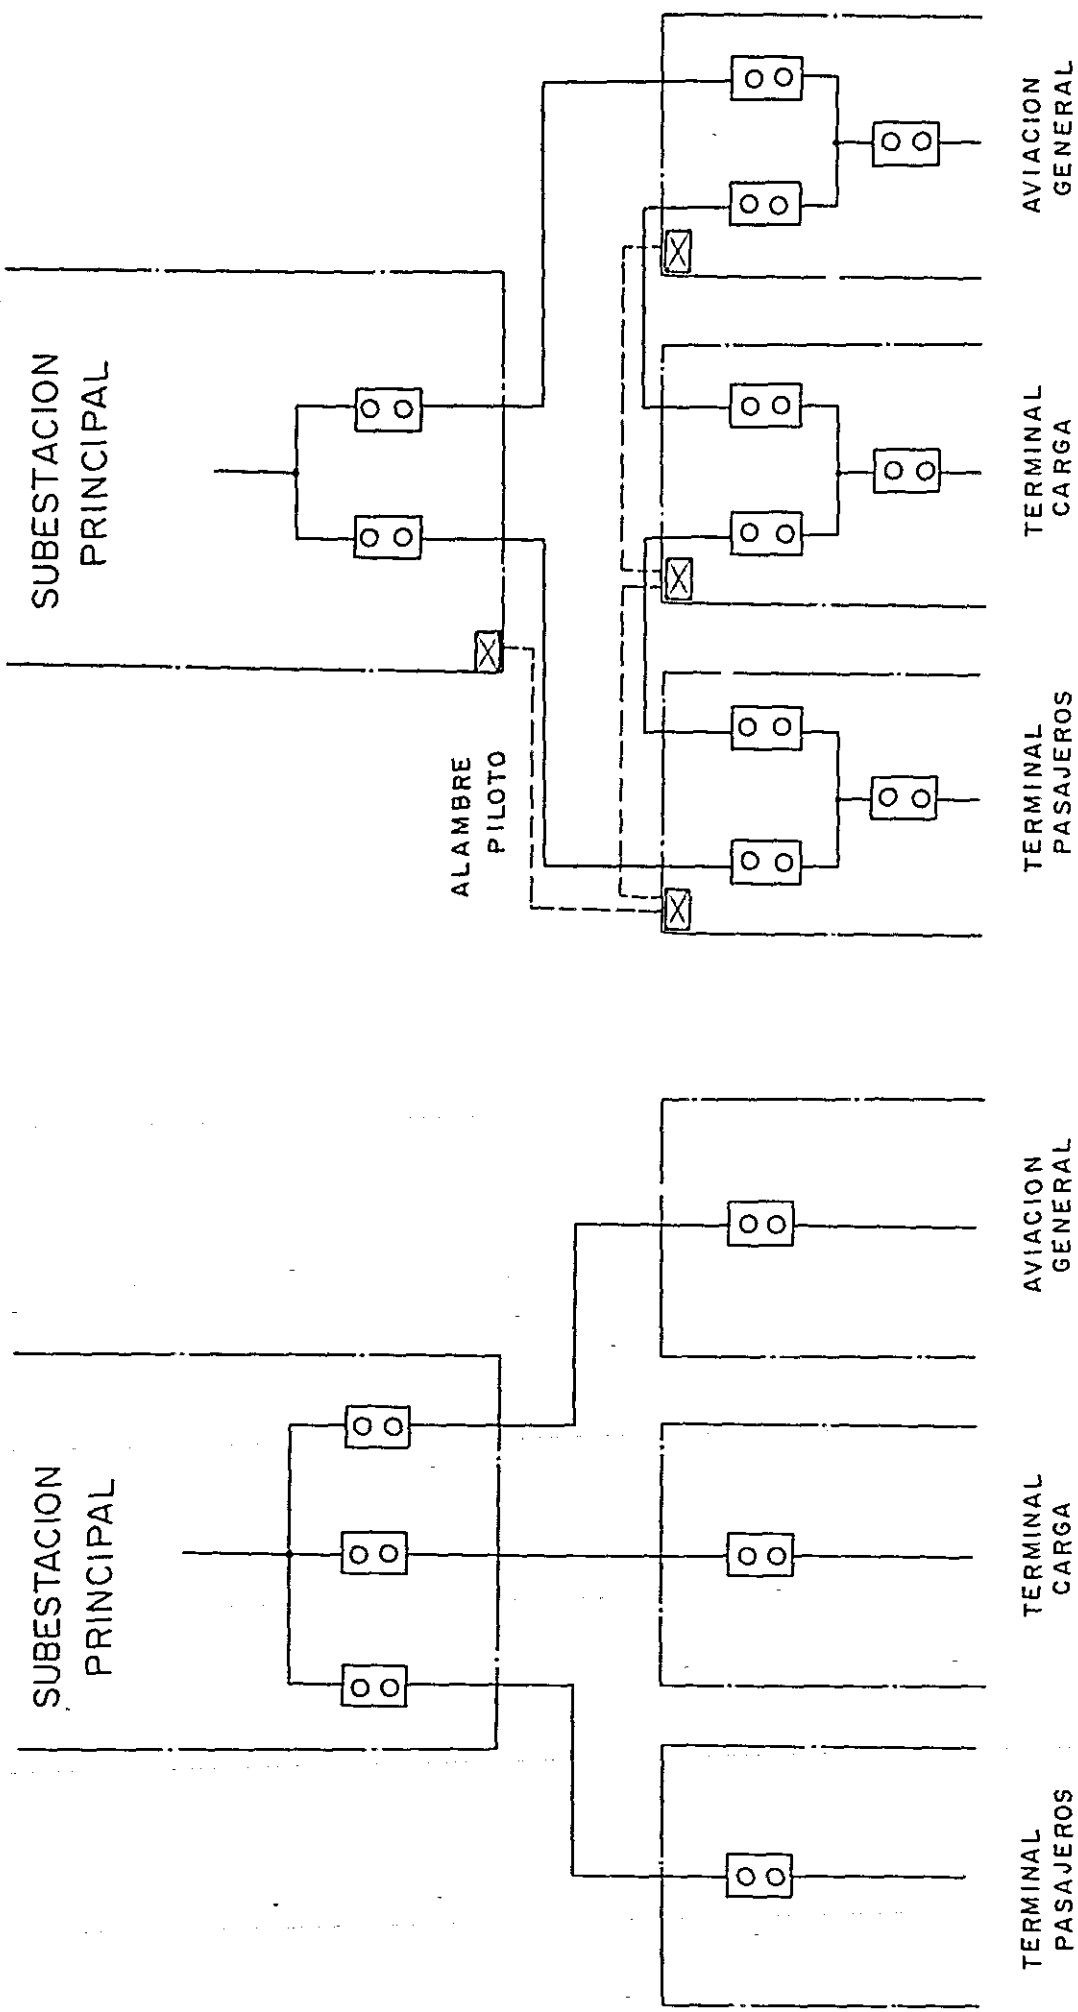 SUBESTACION
PRINCIPAL
TERMINAL
PASAJEROS
TERMINAL
CARGA
AVIACION
GENERAL
SUBESTACION
PRINCIPAL
ALAMBRE
PILOTO
TERMINAL
PASAJEROS
TERMINAL
CARGA
AVIACION
GENERAL